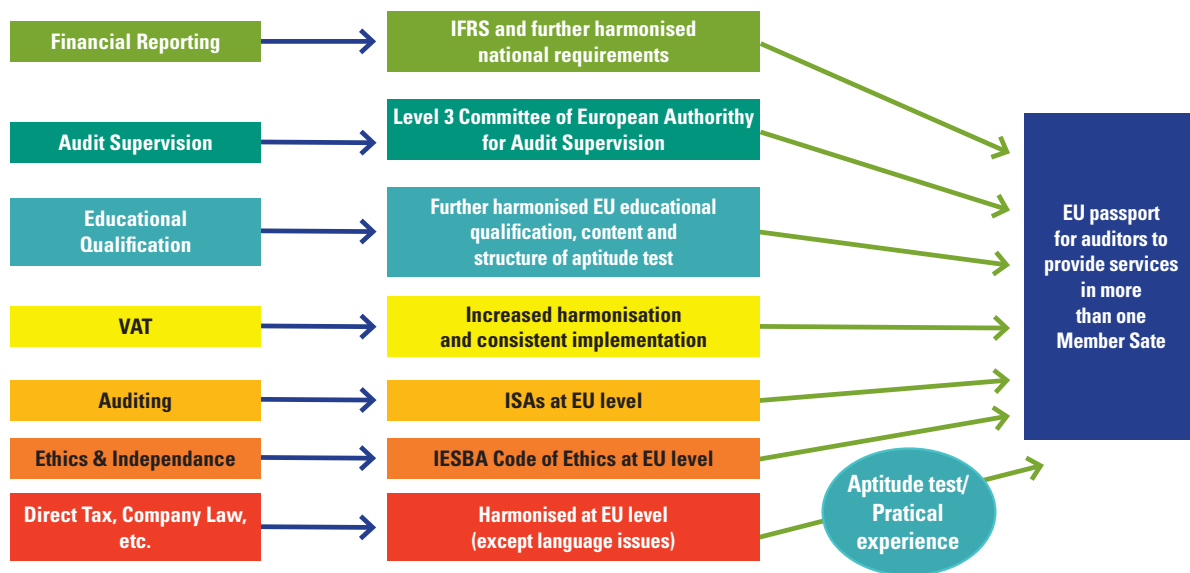 Financial Reporting
IFRS and further harmonised
national requirements
Audit Supervision
Level 3 Committee of European Authorithy
for Audit Supervision
Educational
Qualification
Further harmonised EU educational
qualification, content and
structure of aptitude test
VAT
Increased harmonisation
and consistent implementation
Auditing
ISAs at EU level
Ethics & Independance
IESBA Code of Ethics at EU level
Direct Tax, Company Law,
etc.
Harmonised at EU level
(except language issues)
Aptitude test/
Pratical
experience
EU passport
for auditors to
provide services
in more
than one
Member Sate